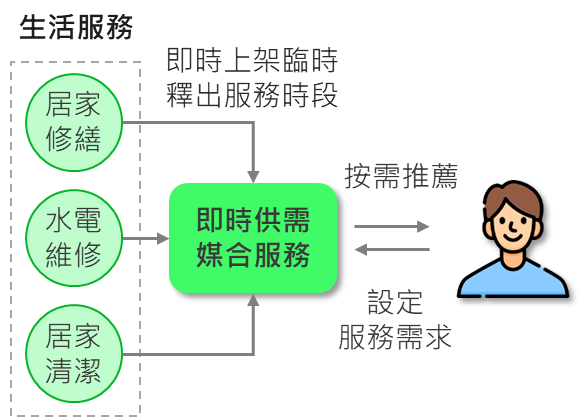 生活服務
即時上架臨時
釋出服務時段
居家
修繕
水電
維修
居家
清潔
即時供需
媒合服務
按需推薦
設定
服務需求